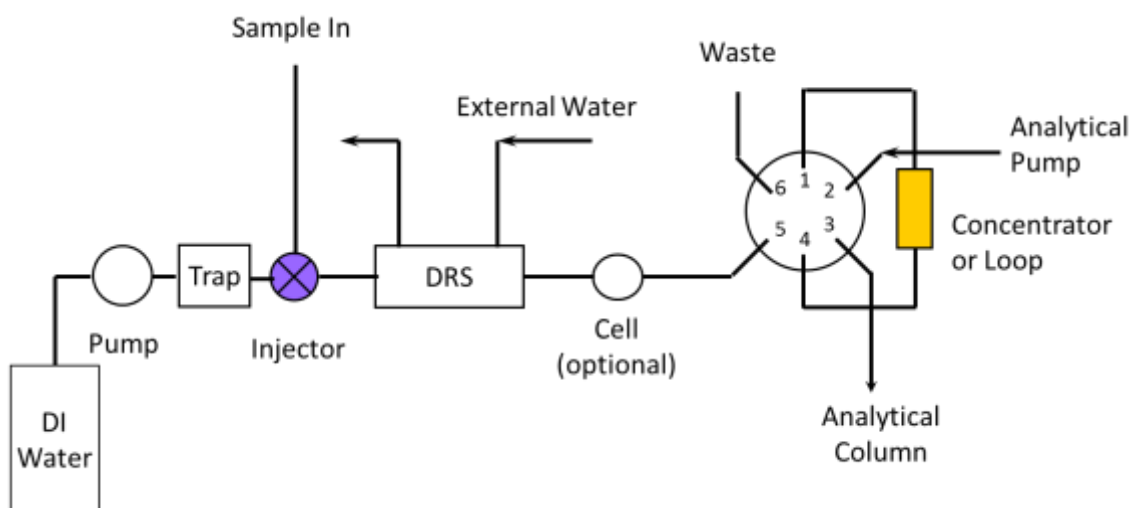 Sample In
Waste
External Water
Analytical
Pump
6
1
2
5
4
3
Concentrator
or Loop
Trap
DRS
Pump
Injector
Cell
(optional)
DI
Water
Analytical
Column